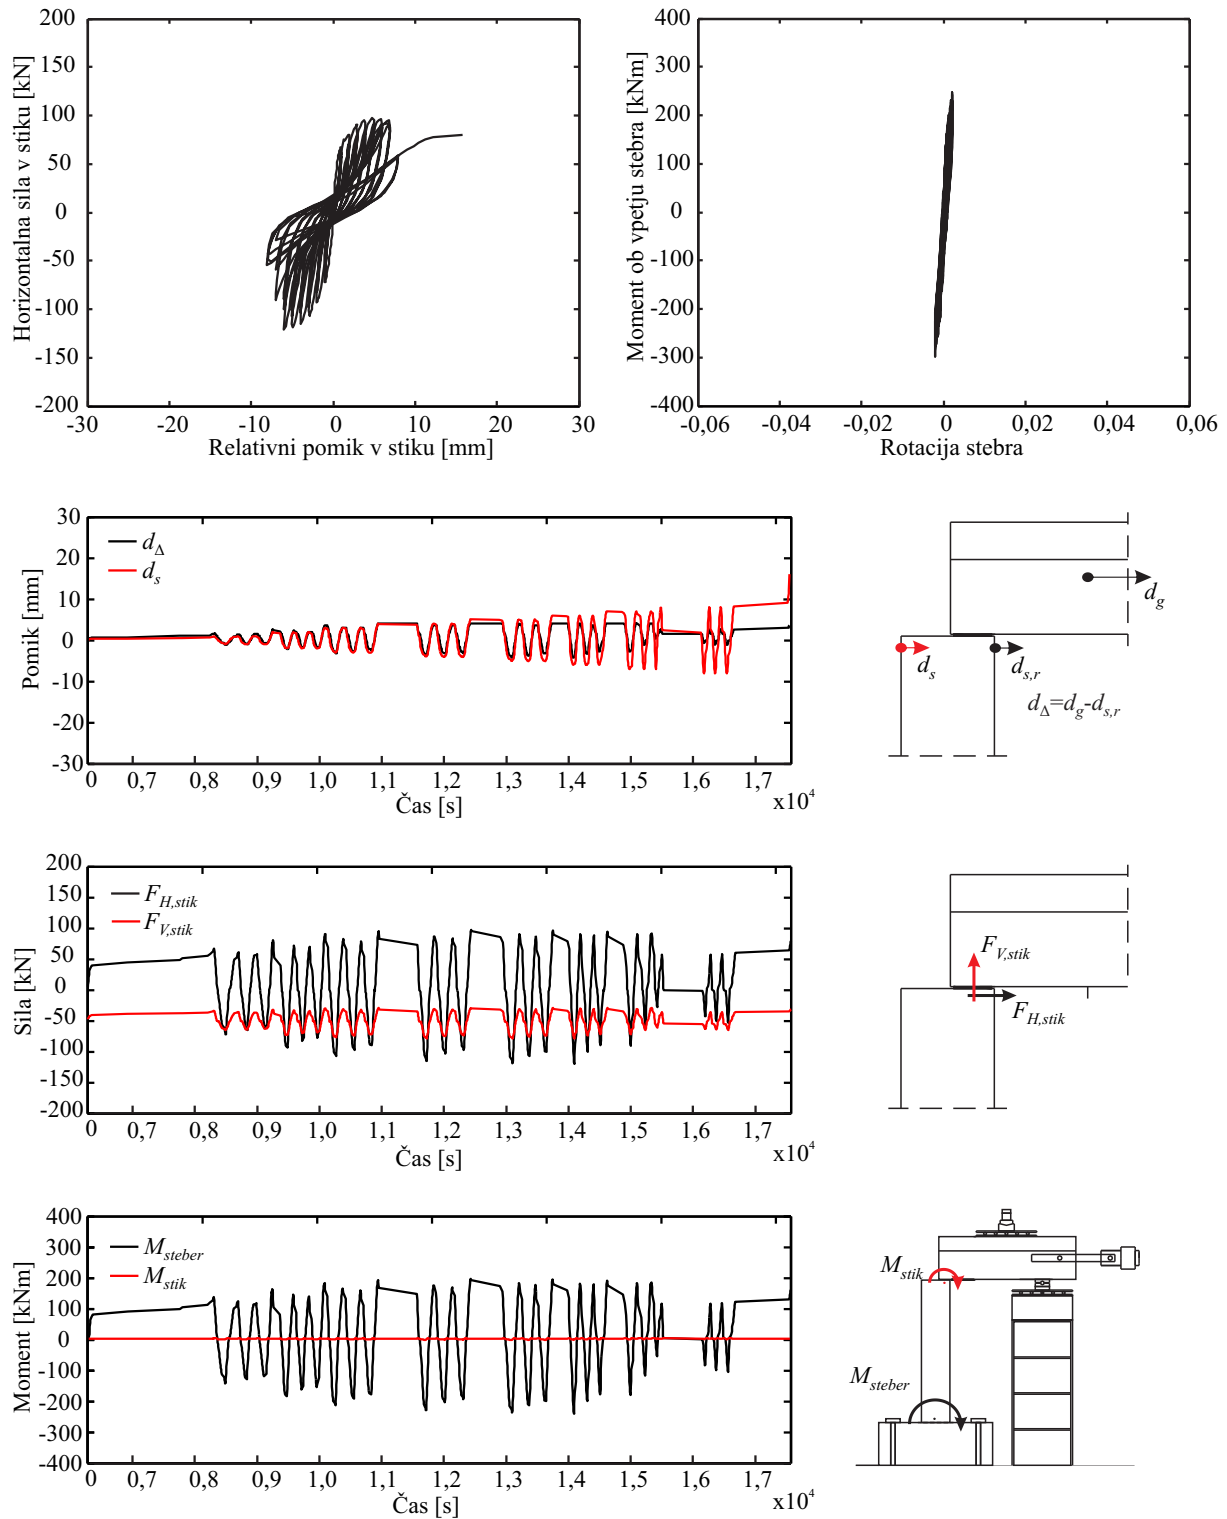 200
150
100
50
0
-50
-100
-150
-200
Horizontalna sila v stiku [kN]
-30 -20 -10 0 10 20 30
Relativni pomik v stiku [mm]
400
300
200
100
0
-100
-200
-300
-400
Moment ob vpetju stebra [kNm]
-0,06 -0,04 -0,02 0 0,02 0,04 0,06
Rotacija stebra
30
20
10
0
-10
-20
-30
Pomik [mm]
dΔ
ds
0 0,7 0,8 0,9 1,0 1,1 1,2 1,3 1,4 1,5 1,6 1,7
Čas [s]
x10⁴
dg
ds
ds,r
dΔ=dg-ds,r
200
150
100
50
0
-50
-100
-150
-200
Sila [kN]
FH,stik
FV,stik
0 0,7 0,8 0,9 1,0 1,1 1,2 1,3 1,4 1,5 1,6 1,7
Čas [s]
x10⁴
FV,stik
FH,stik
400
300
200
100
0
-100
-200
-300
-400
Moment [kNm]
Msteber
Mstik
0 0,7 0,8 0,9 1,0 1,1 1,2 1,3 1,4 1,5 1,6 1,7
Čas [s]
x10⁴
Mstik
Msteber